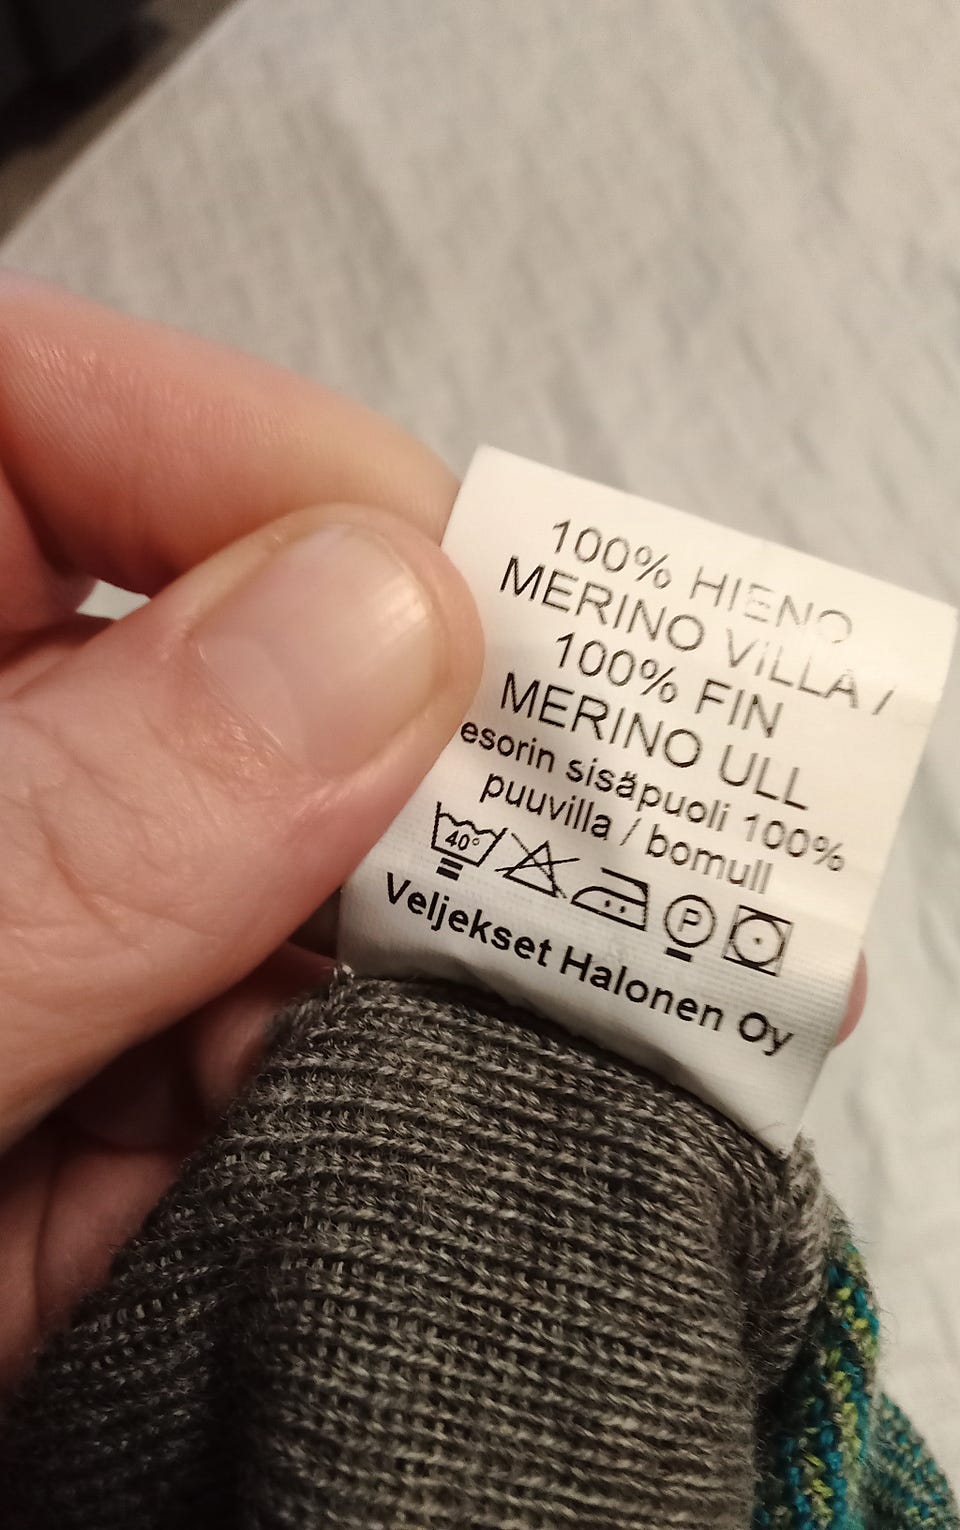 100% HIENO
MERINO VILLA /
100% FIN
MERINO ULL
esorin sisäpuoli 100%
puuvilla / bomull
40° P
Veljekset Halonen Oy